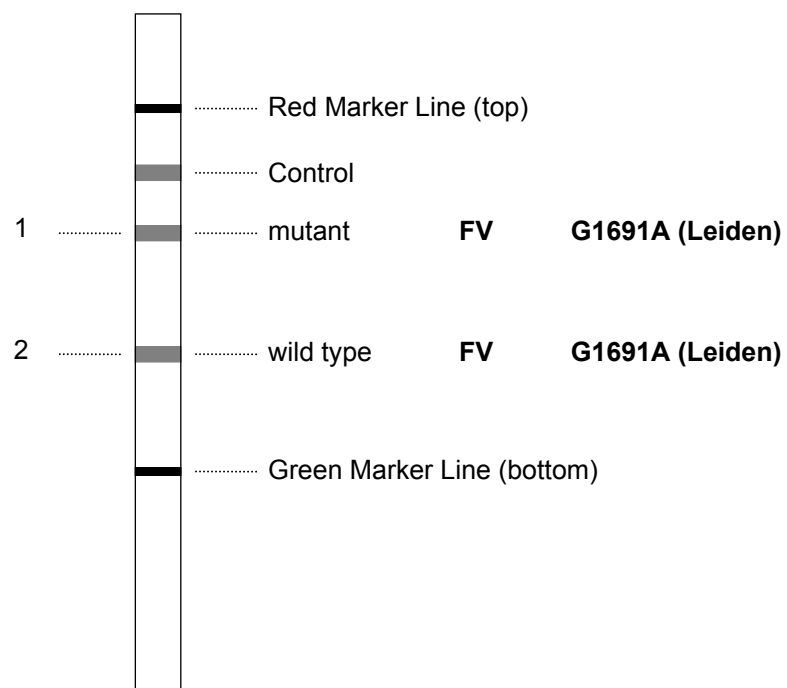 Red Marker Line (top)
Control
1 mutant FV G1691A (Leiden)
2 wild type FV G1691A (Leiden)
Green Marker Line (bottom)